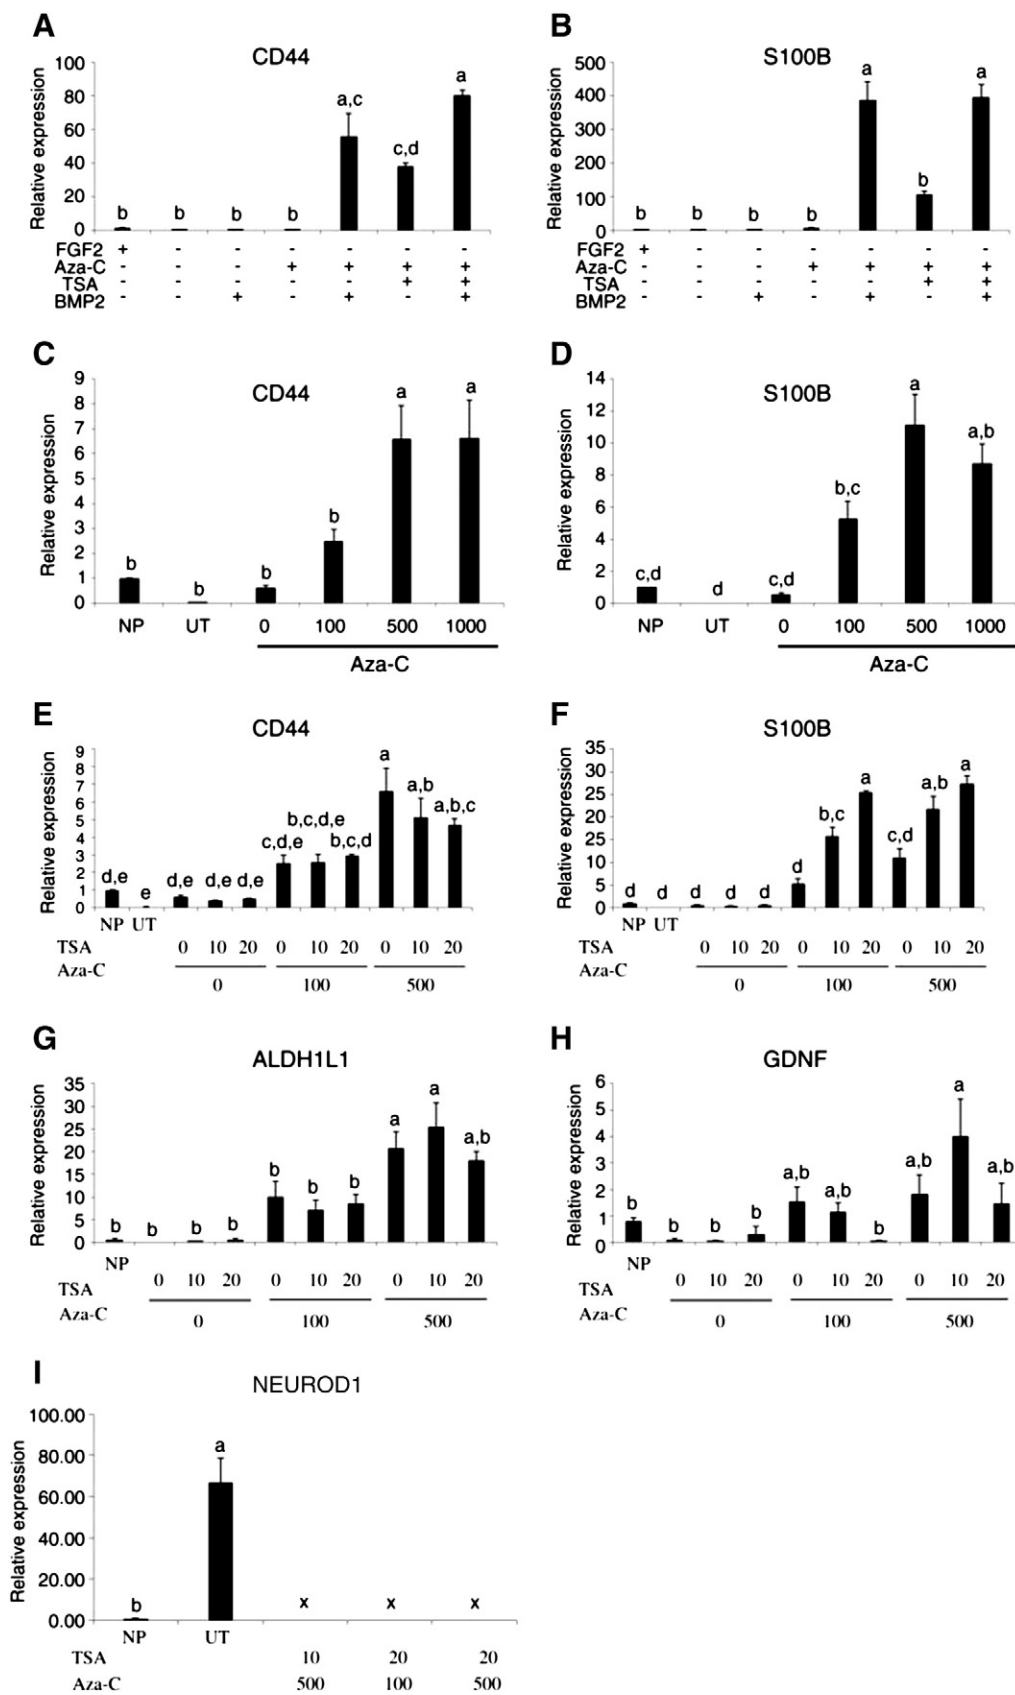 A
CD44
Relative expression
100
80
60
40
20
0
b b b b a,c c,d a
FGF2 + - - - - - -
Aza-C - - - + + + +
TSA - - - - - + +
BMP2 - - + - + - +
B
S100B
Relative expression
500
400
300
200
100
0
b b b b a b a
FGF2 + - - - - - -
Aza-C - - - + + + +
TSA - - - - - + +
BMP2 - - + - + - +
C
CD44
Relative expression
9
8
7
6
5
4
3
2
1
0
b b b b a a
NP UT 0 100 500 1000
Aza-C
D
S100B
Relative expression
14
12
10
8
6
4
2
0
c,d d c,d b,c a a,b
NP UT 0 100 500 1000
Aza-C
E
CD44
Relative expression
9
8
7
6
5
4
3
2
1
0
d,e e d,e d,e d,e c,d,e b,c,d,e b,c,d a a,b a,b,c
NP UT
TSA 0 10 20 0 10 20 0 10 20
Aza-C
0 100 500
F
S100B
Relative expression
35
30
25
20
15
10
5
0
d d d d d d b,c a c,d a,b a
NP UT
TSA 0 10 20 0 10 20 0 10 20
Aza-C
0 100 500
G
ALDH1L1
Relative expression
35
30
25
20
15
10
5
0
b b b b b b b a a a,b
NP
0 10 20 0 10 20 0 10 20
TSA
Aza-C 0 100 500
H
GDNF
Relative expression
6
5
4
3
2
1
0
b b b b a,b a,b b a,b a a,b
NP
0 10 20 0 10 20 0 10 20
TSA
Aza-C 0 100 500
I
NEUROD1
Relative expression
100.00
80.00
60.00
40.00
20.00
0.00
b a x x x
NP UT
TSA 10 20 20
Aza-C 500 100 500